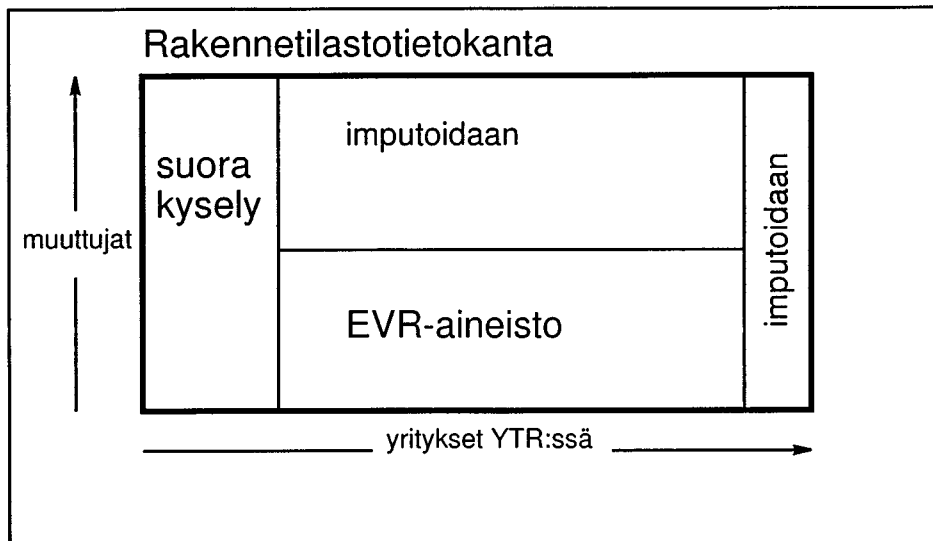 Rakennetilastotietokanta
suora
kysely
imputoidaan
EVR-aineisto
imputoidaan
muuttujat
yritykset YTR:ssä